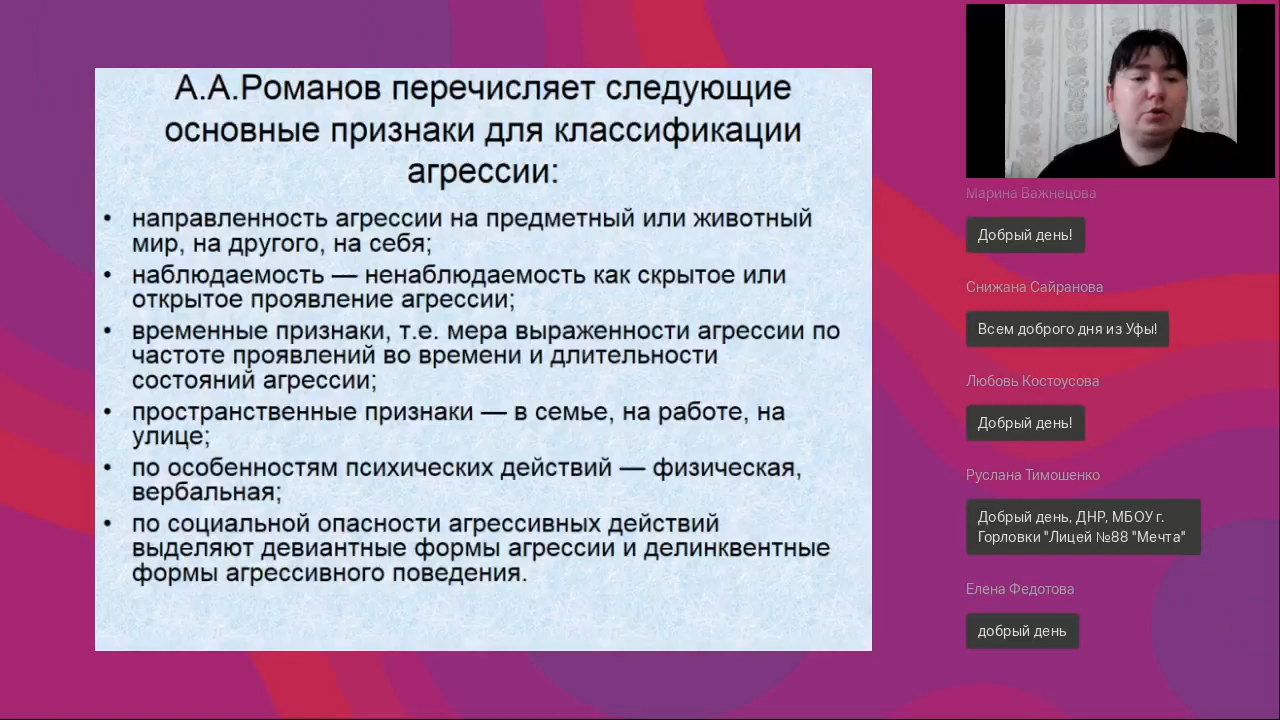 А.А.Романов перечисляет следующие
основные признаки для классификации
агрессии:
• направленность агрессии на предметный или животный
мир, на другого, на себя;
• наблюдаемость — ненаблюдаемость как скрытое или
открытое проявление агрессии;
• временные признаки, т.е. мера выраженности агрессии по
частоте проявлений во времени и длительности
состояний агрессии;
• пространственные признаки — в семье, на работе, на
улице;
• по особенностям психических действий — физическая,
вербальная;
• по социальной опасности агрессивных действий
выделяют девиантные формы агрессии и делинквентные
формы агрессивного поведения.
Марина Важнецова
Добрый день!
Снижана Сайранова
Всем доброго дня из Уфы!
Любовь Костоусова
Добрый день!
Руслана Тимошенко
Добрый день, ДНР, МБОУ г.
Горловки "Лицей №88 "Мечта"
Елена Федотова
добрый день